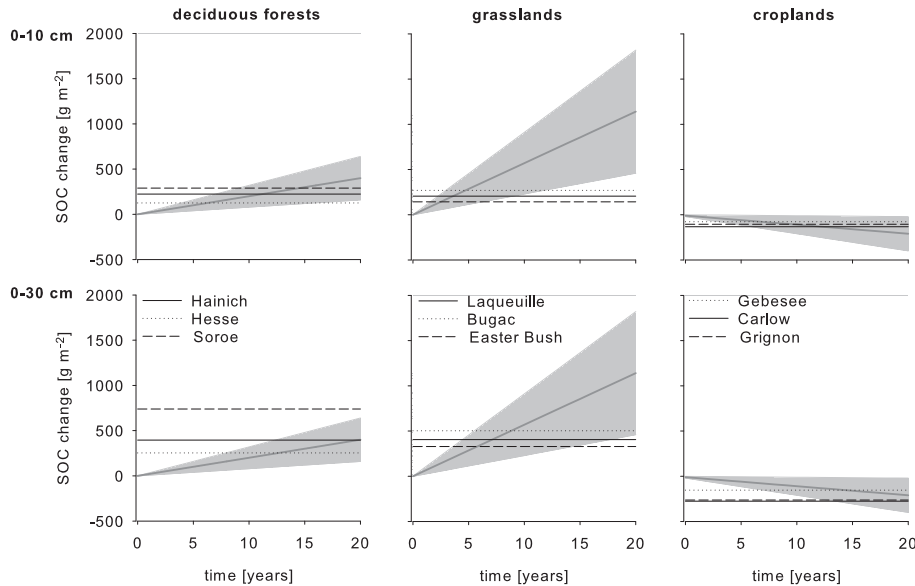 deciduous forests
grasslands
croplands
0-10 cm
SOC change [g m⁻²]
2000
1500
1000
500
0
−500
0-30 cm
SOC change [g m⁻²]
2000
1500
1000
500
0
−500
Hainich
Hesse
Soroe
Laqueuille
Bugac
Easter Bush
Gebesee
Carlow
Grignon
0 5 10 15 20
0 5 10 15 20
0 5 10 15 20
time [years]
time [years]
time [years]